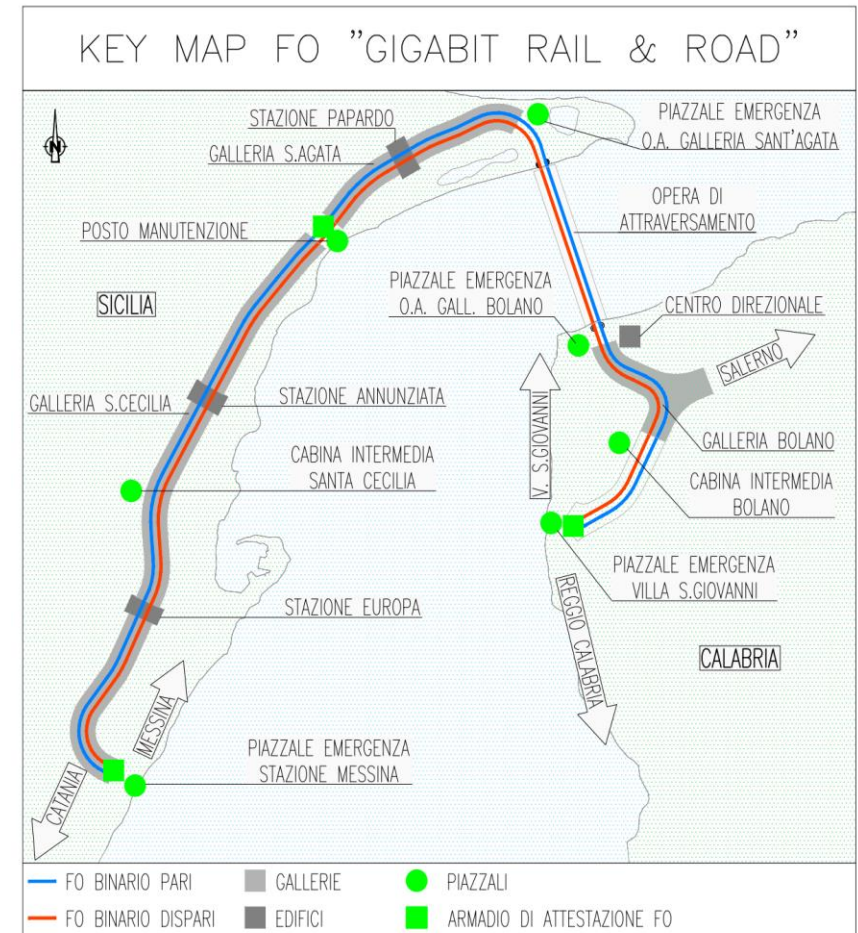 KEY MAP FO "GIGABIT RAIL & ROAD"
N
STAZIONE PAPARDO
GALLERIA S.AGATA
PIAZZALE EMERGENZA
O.A. GALLERIA SANT'AGATA
POSTO MANUTENZIONE
OPERA DI
ATTRAVERSAMENTO
PIAZZALE EMERGENZA
O.A. GALL. BOLANO
SICILIA
CENTRO DIREZIONALE
SALERNO
GALLERIA S.CECILIA
STAZIONE ANNUNZIATA
V. S.GIOVANNI
GALLERIA BOLANO
CABINA INTERMEDIA
SANTA CECILIA
CABINA INTERMEDIA
BOLANO
PIAZZALE EMERGENZA
VILLA S.GIOVANNI
STAZIONE EUROPA
REGGIO CALABRIA
CALABRIA
MESSINA
PIAZZALE EMERGENZA
STAZIONE MESSINA
CATANIA
FO BINARIO PARI
GALLERIE
PIAZZALI
FO BINARIO DISPARI
EDIFICI
ARMADIO DI ATTESTAZIONE FO